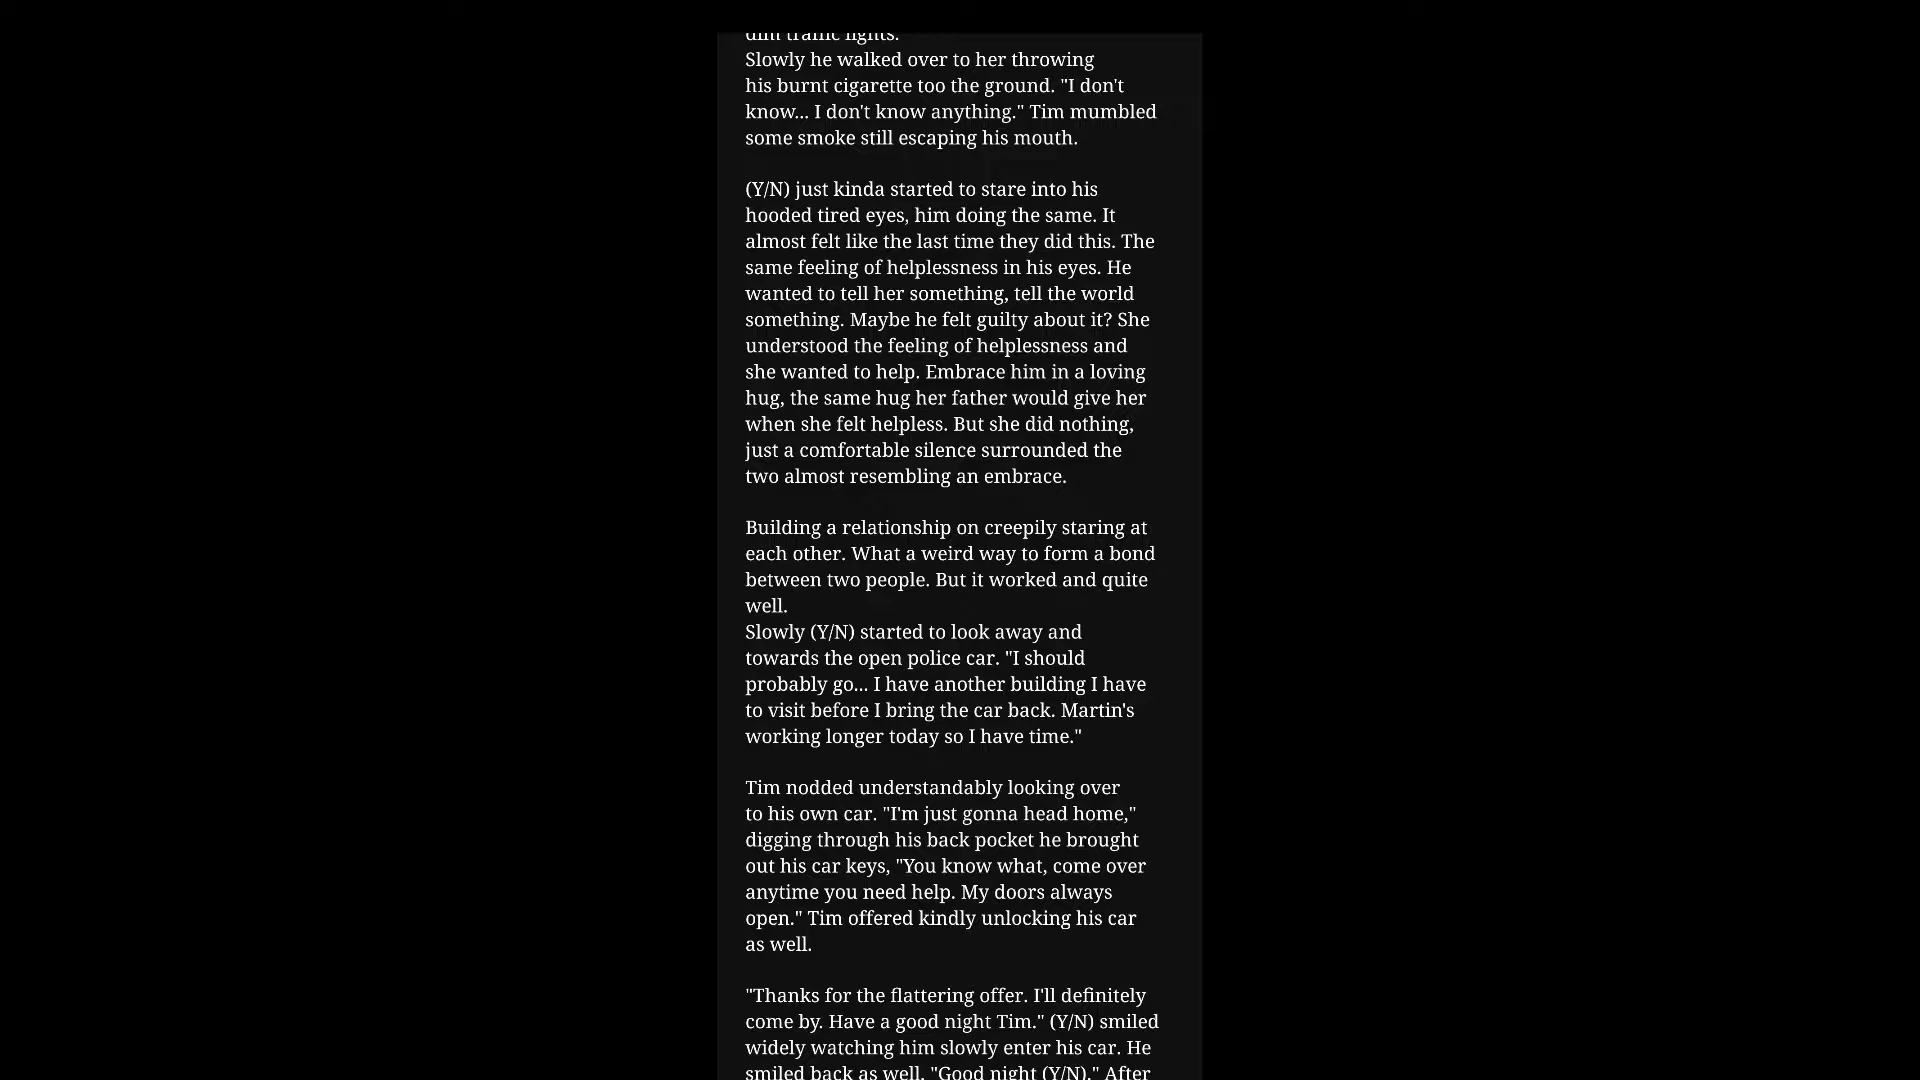 dim traffic lights.
Slowly he walked over to her throwing
his burnt cigarette too the ground. "I don't
know... I don't know anything." Tim mumbled
some smoke still escaping his mouth.
(Y/N) just kinda started to stare into his
hooded tired eyes, him doing the same. It
almost felt like the last time they did this. The
same feeling of helplessness in his eyes. He
wanted to tell her something, tell the world
something. Maybe he felt guilty about it? She
understood the feeling of helplessness and
she wanted to help. Embrace him in a loving
hug, the same hug her father would give her
when she felt helpless. But she did nothing,
just a comfortable silence surrounded the
two almost resembling an embrace.
Building a relationship on creepily staring at
each other. What a weird way to form a bond
between two people. But it worked and quite
well.
Slowly (Y/N) started to look away and
towards the open police car. "I should
probably go... I have another building I have
to visit before I bring the car back. Martin's
working longer today so I have time."
Tim nodded understandably looking over
to his own car. "I'm just gonna head home,"
digging through his back pocket he brought
out his car keys, "You know what, come over
anytime you need help. My doors always
open." Tim offered kindly unlocking his car
as well.
"Thanks for the flattering offer. I'll definitely
come by. Have a good night Tim." (Y/N) smiled
widely watching him slowly enter his car. He
smiled back as well. "Good night (Y/N)." After